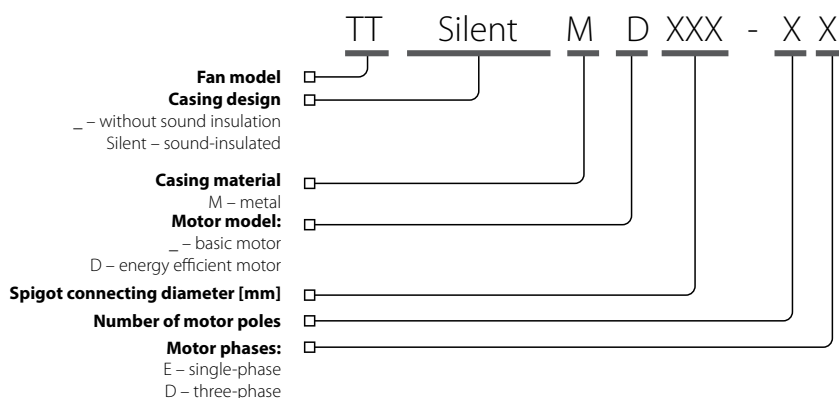 TT Silent M D XXX - X X
Fan model
Casing design
_ – without sound insulation
Silent – sound-insulated
Casing material
M – metal
Motor model:
_ – basic motor
D – energy efficient motor
Spigot connecting diameter [mm]
Number of motor poles
Motor phases:
E – single-phase
D – three-phase